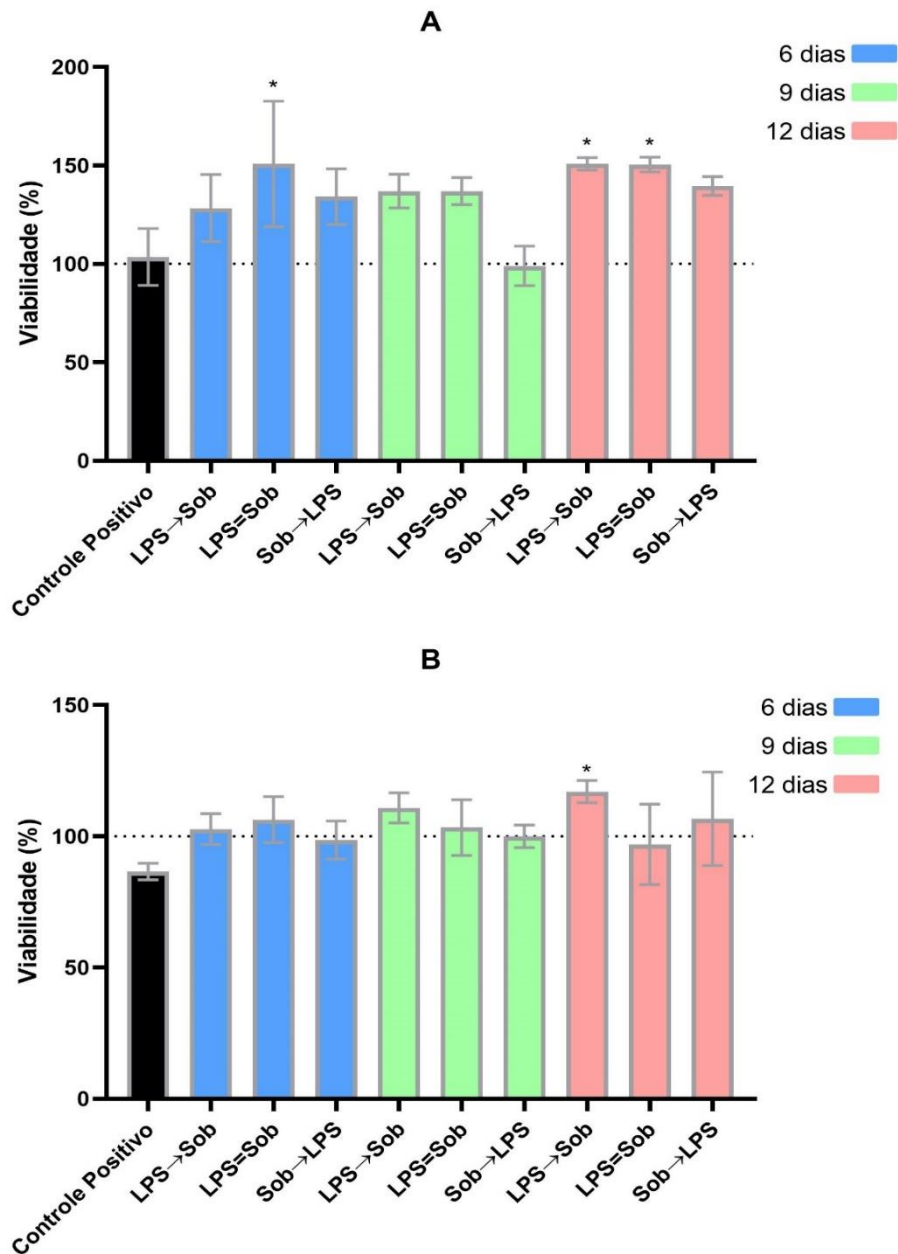 A
6 dias
9 dias
12 dias
Viabilidade (%)
200
150
100
50
0
*
*
*
Controle Positivo
LPS→Sob
LPS=Sob
Sob→LPS
LPS→Sob
LPS=Sob
Sob→LPS
LPS→Sob
LPS=Sob
Sob→LPS
B
6 dias
9 dias
12 dias
Viabilidade (%)
150
100
50
0
*
Controle Positivo
LPS→Sob
LPS=Sob
Sob→LPS
LPS→Sob
LPS=Sob
Sob→LPS
LPS→Sob
LPS=Sob
Sob→LPS